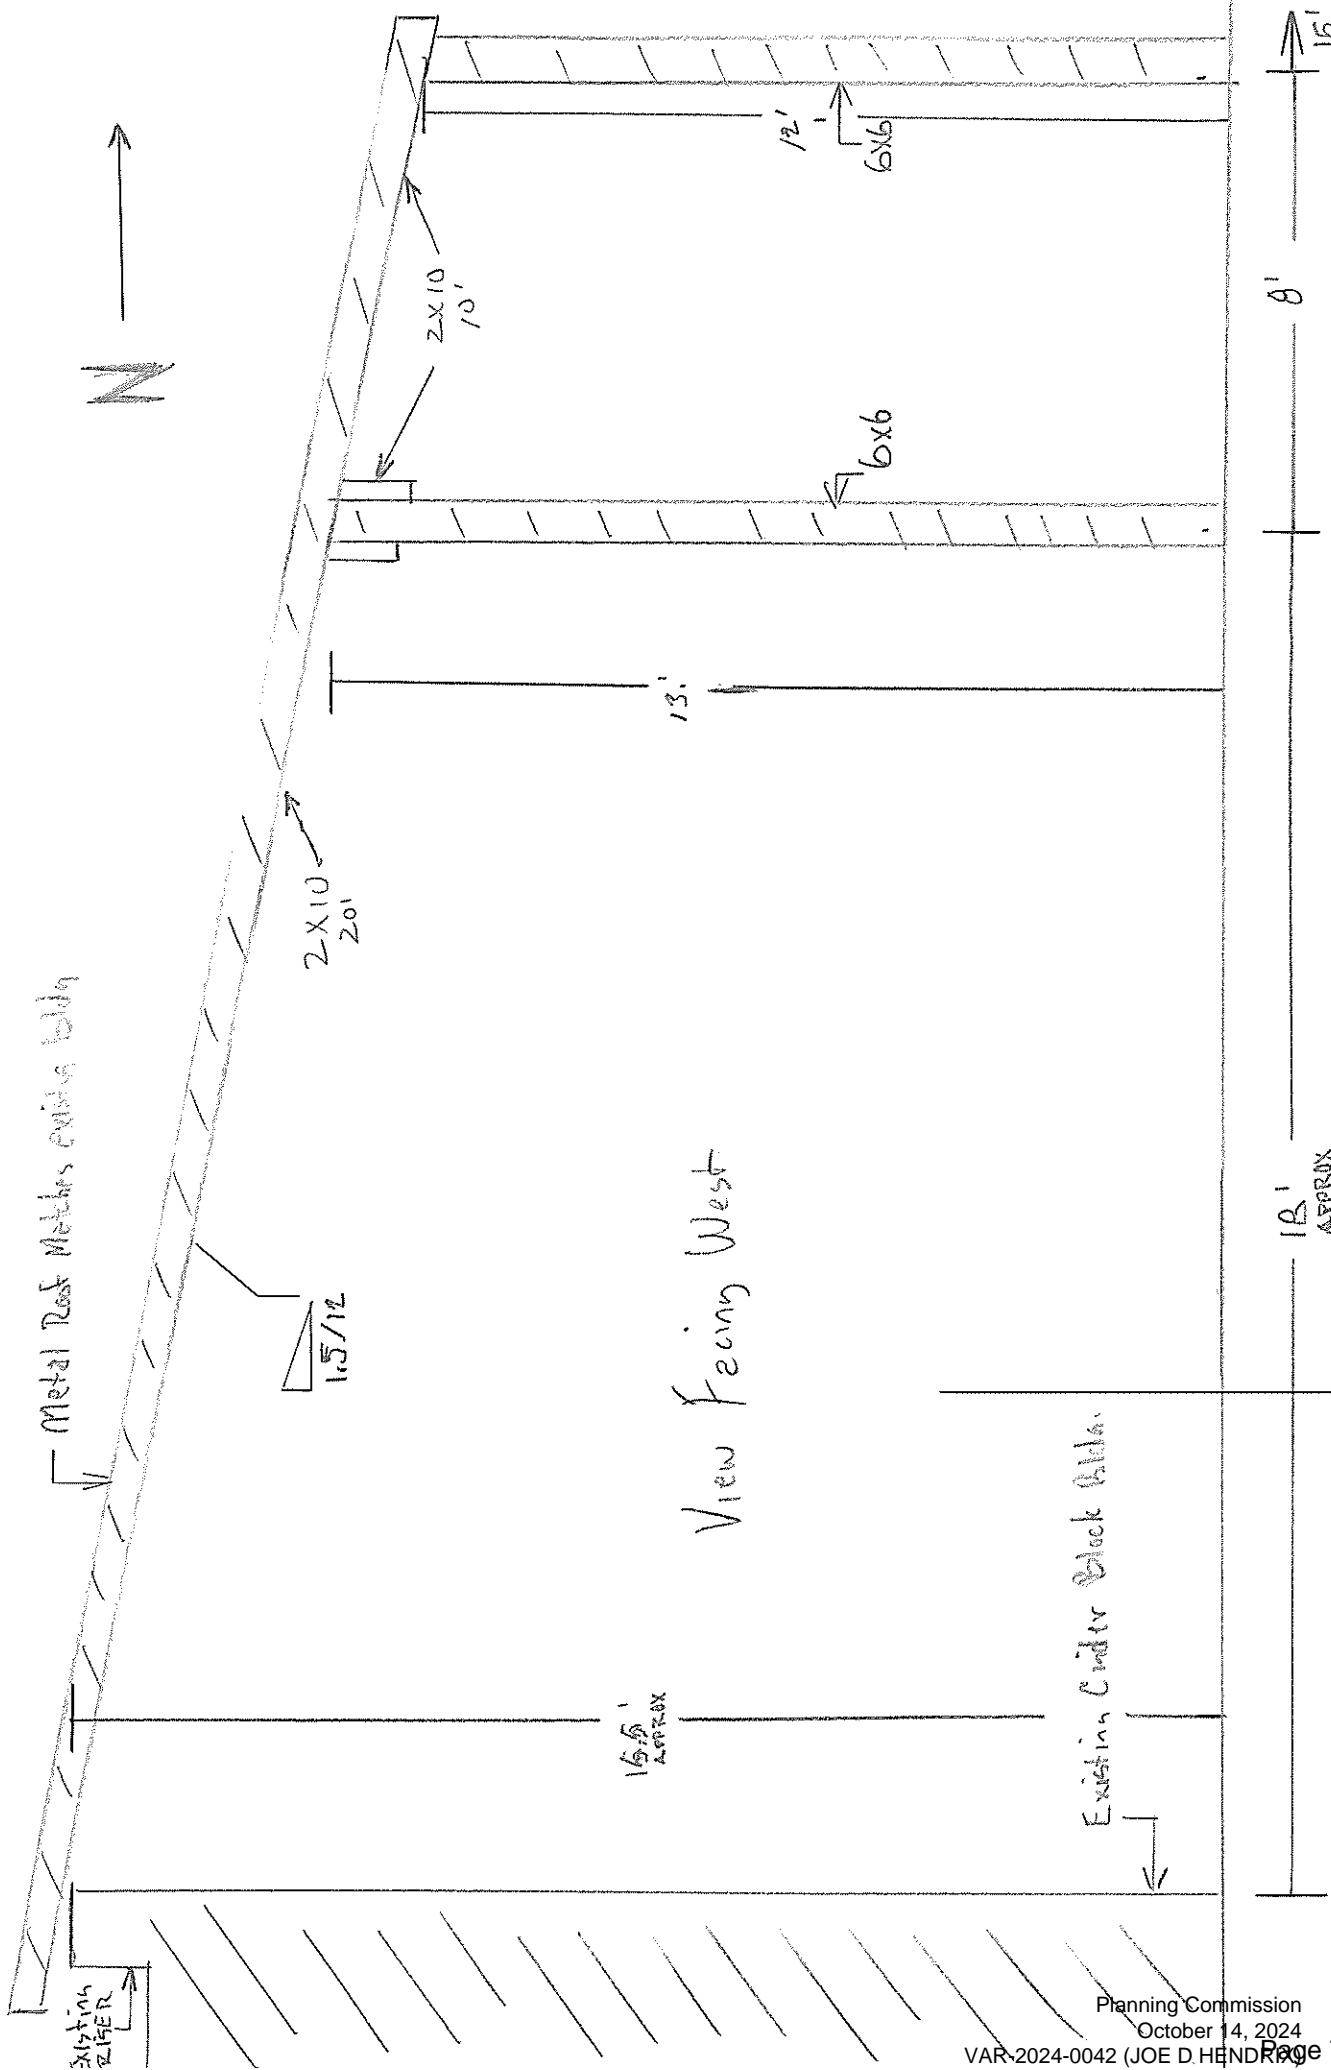 N
15'
12'
6x6
2x10
10'
6x6
8'
13'
2x10
20'
Metal Roof Matches existing bldg
1.5/12
View Facing West
18'
APPROX
APPROX
Existing Cinder Block Bldg.
EXISTING
RISER
Planning Commission
October 14, 2024
VAR-2024-0042 (JOE D HENDRIX)
Page